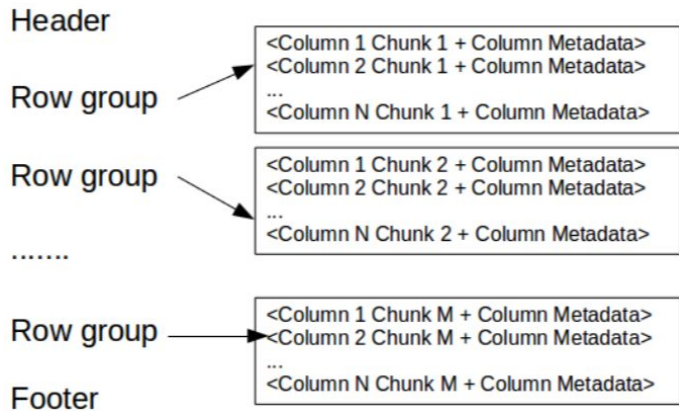 Header
Row group
<Column 1 Chunk 1 + Column Metadata>
<Column 2 Chunk 1 + Column Metadata>
...
<Column N Chunk 1 + Column Metadata>
Row group
<Column 1 Chunk 2 + Column Metadata>
<Column 2 Chunk 2 + Column Metadata>
...
<Column N Chunk 2 + Column Metadata>
.......
Row group
<Column 1 Chunk M + Column Metadata>
<Column 2 Chunk M + Column Metadata>
...
<Column N Chunk M + Column Metadata>
Footer